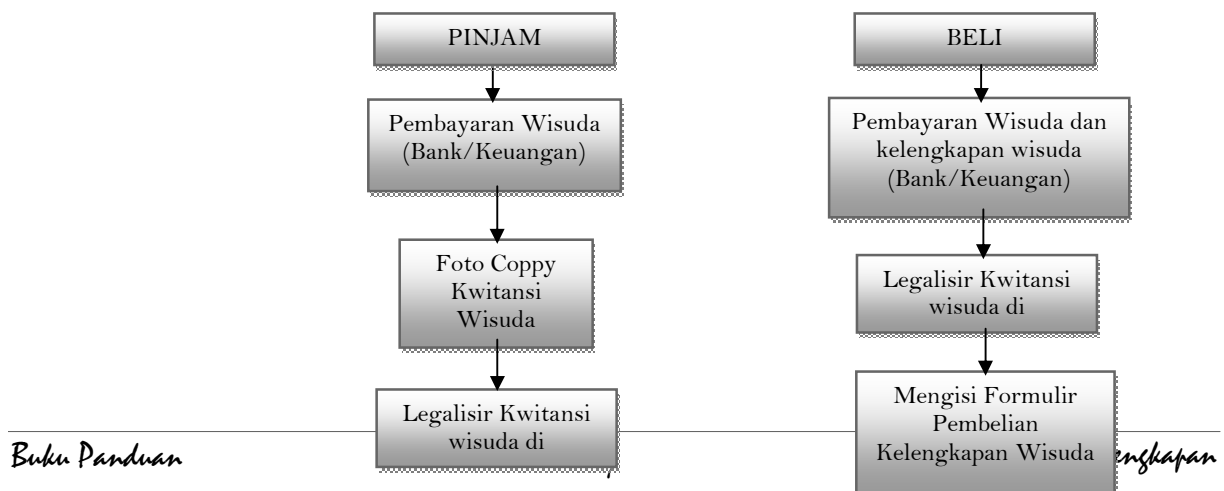 PINJAM
Pembayaran Wisuda
(Bank/Keuangan)
Foto Coppy
Kwitansi
Wisuda
Legalisir Kwitansi
wisuda di
BELI
Pembayaran Wisuda dan
kelengkapan wisuda
(Bank/Keuangan)
Legalisir Kwitansi
wisuda di
Mengisi Formulir
Pembelian
Kelengkapan Wisuda
Buku Panduan